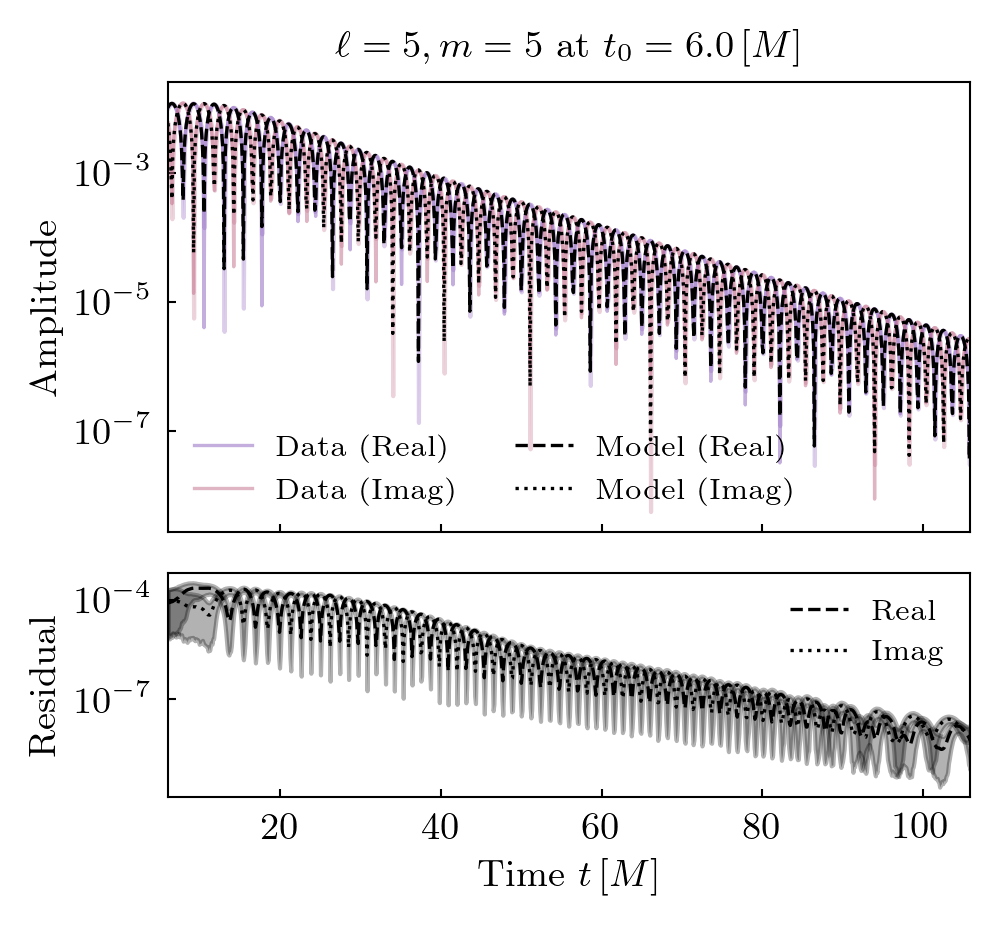 ℓ = 5, m = 5 at t₀ = 6.0 [M]
Amplitude
10⁻³
10⁻⁵
10⁻⁷
Data (Real)
Data (Imag)
Model (Real)
Model (Imag)
Residual
10⁻⁴
10⁻⁷
Real
Imag
20 40 60 80 100
Time t [M]